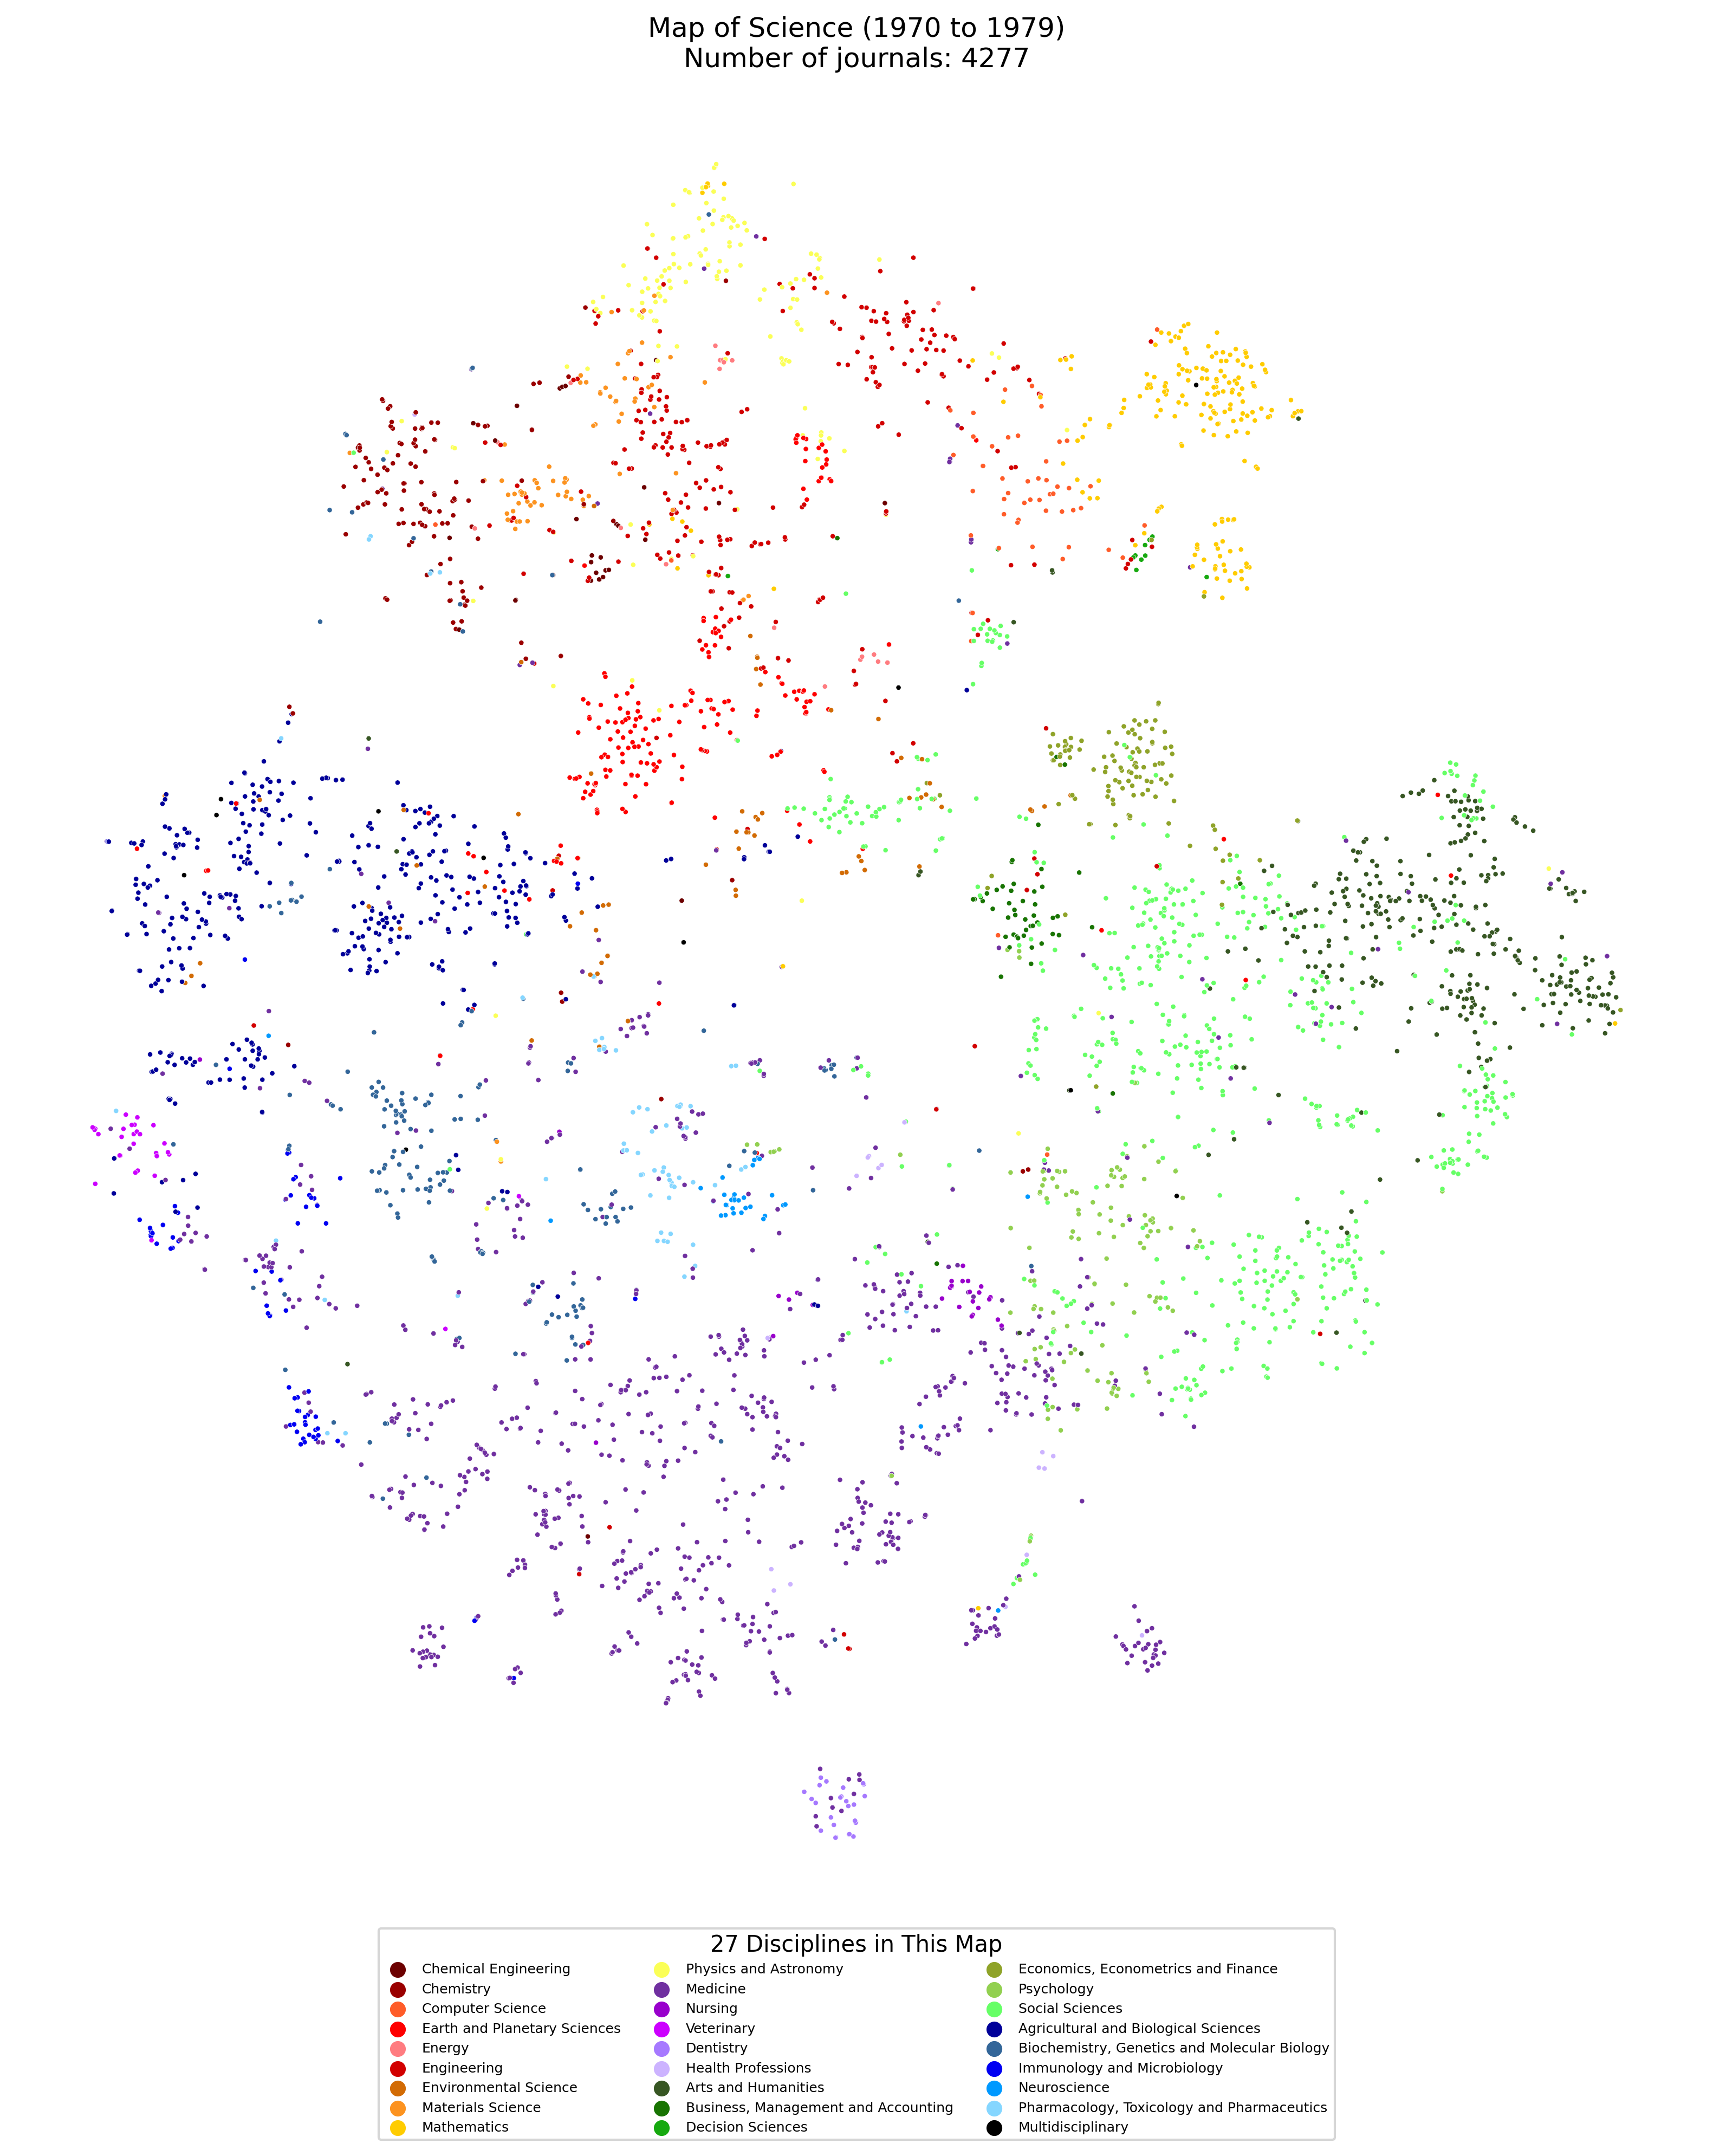 Map of Science (1970 to 1979)
Number of journals: 4277
27 Disciplines in This Map
Chemical Engineering
Chemistry
Computer Science
Earth and Planetary Sciences
Energy
Engineering
Environmental Science
Materials Science
Mathematics
Physics and Astronomy
Medicine
Nursing
Veterinary
Dentistry
Health Professions
Arts and Humanities
Business, Management and Accounting
Decision Sciences
Economics, Econometrics and Finance
Psychology
Social Sciences
Agricultural and Biological Sciences
Biochemistry, Genetics and Molecular Biology
Immunology and Microbiology
Neuroscience
Pharmacology, Toxicology and Pharmaceutics
Multidisciplinary